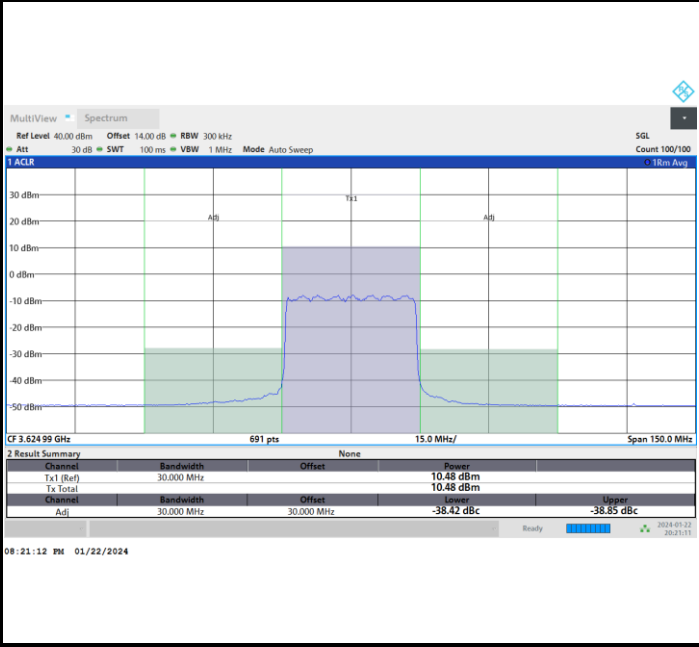 MultiView Spectrum
Ref Level 40.00 dBm Offset 14.00 dB RBW 300 kHz SGL
Att 30 dB SWT 100 ms VBW 1 MHz Mode Auto Sweep Count 100/100
1 ACLR 1Rm Avg
30 dBm
Tx1
20 dBm Adj Adj
10 dBm
0 dBm
-10 dBm
-20 dBm
-30 dBm
-40 dBm
-50 dBm
CF 3.624 99 GHz 691 pts 15.0 MHz/ Span 150.0 MHz
2 Result Summary None
Channel Bandwidth Offset Power
Tx1 (Ref) 30.000 MHz 10.48 dBm
Tx Total 10.48 dBm
Channel Bandwidth Offset Lower Upper
Adj 30.000 MHz 30.000 MHz -38.42 dBc -38.85 dBc
Ready 2024-01-22
20:21:11
08:21:12 PM 01/22/2024